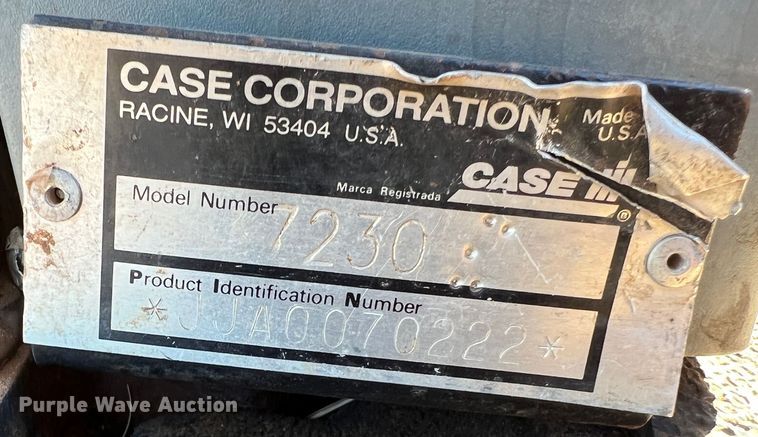 CASE CORPORATION
RACINE, WI 53404 U.S.A.
Made
U.S.A
Marca Registrada
CASE IH
®
Model Number 7230
Product Identification Number
*JJA0070222*
Purple Wave Auction